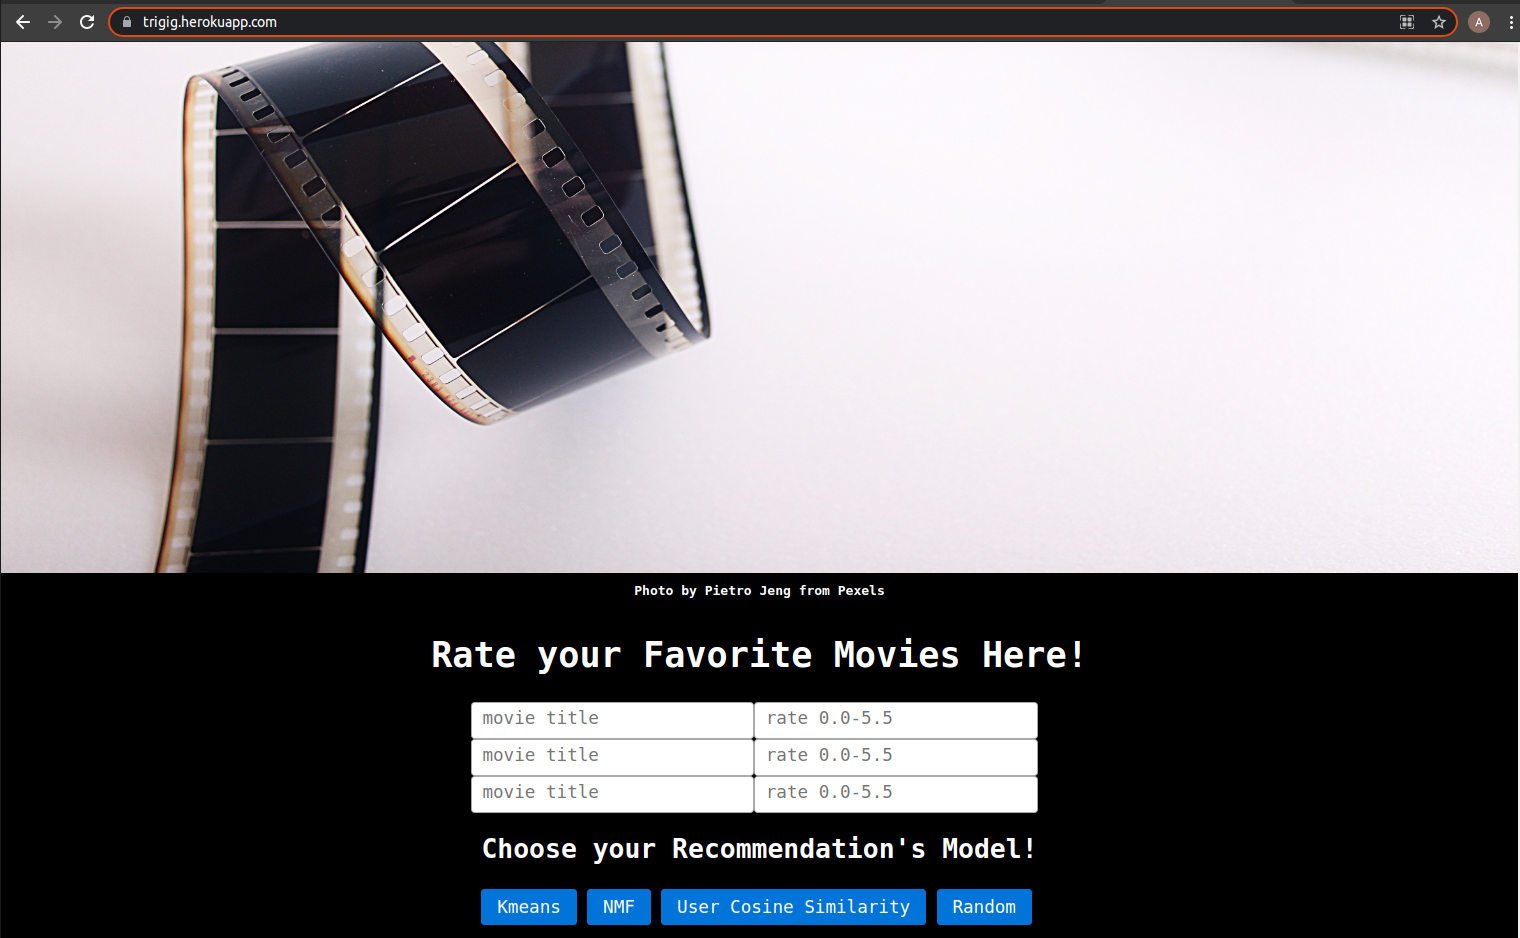 trigig.herokuapp.com
A
Photo by Pietro Jeng from Pexels
Rate your Favorite Movies Here!
movie title rate 0.0-5.5
movie title rate 0.0-5.5
movie title rate 0.0-5.5
Choose your Recommendation's Model!
Kmeans NMF User Cosine Similarity Random